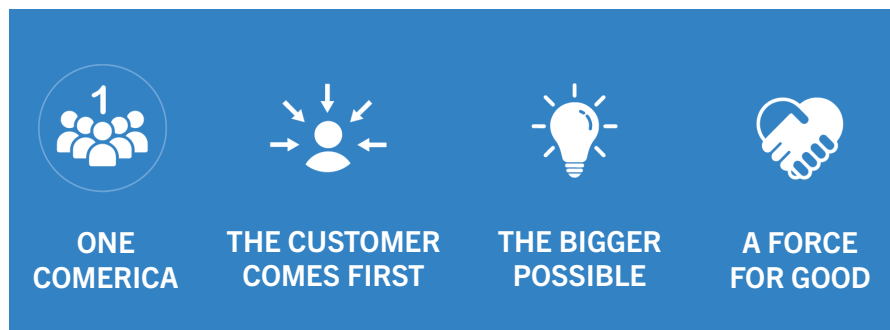 1
ONE
COMERICA
THE CUSTOMER
COMES FIRST
THE BIGGER
POSSIBLE
A FORCE
FOR GOOD